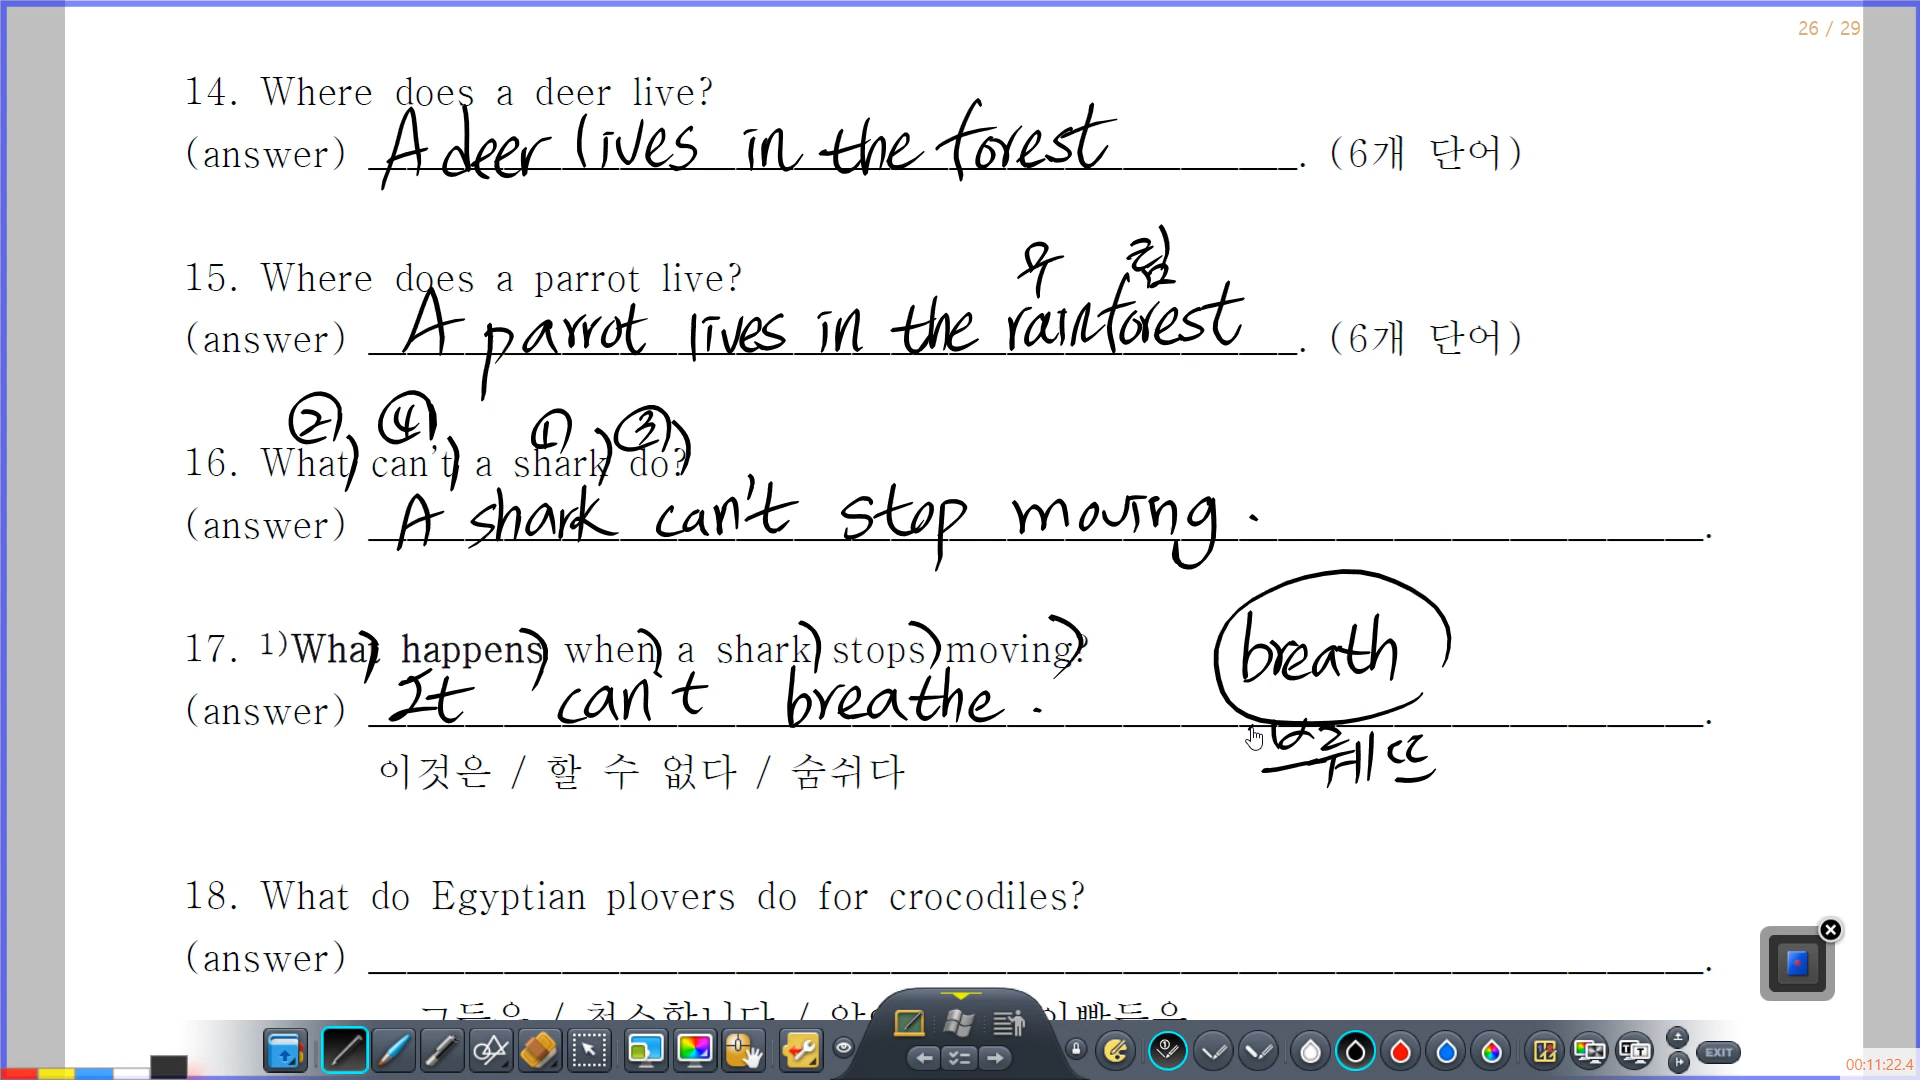 26 / 29
14. Where does a deer live?
(answer) A deer lives in the forest. (6개 단어)
우 림
15. Where does a parrot live?
(answer) A parrot lives in the rainforest. (6개 단어)
② ④ ① ③
16. What) can't) a shark) do?)
(answer) A shark can't stop moving. .
17. 1)What) happens) when) a shark) stops) moving?)
breath
(answer) It can't breathe. .
브뤠뜨
이것은 / 할 수 없다 / 숨쉬다
18. What do Egyptian plovers do for crocodiles?
(answer) .
EXIT
00:11:22.4